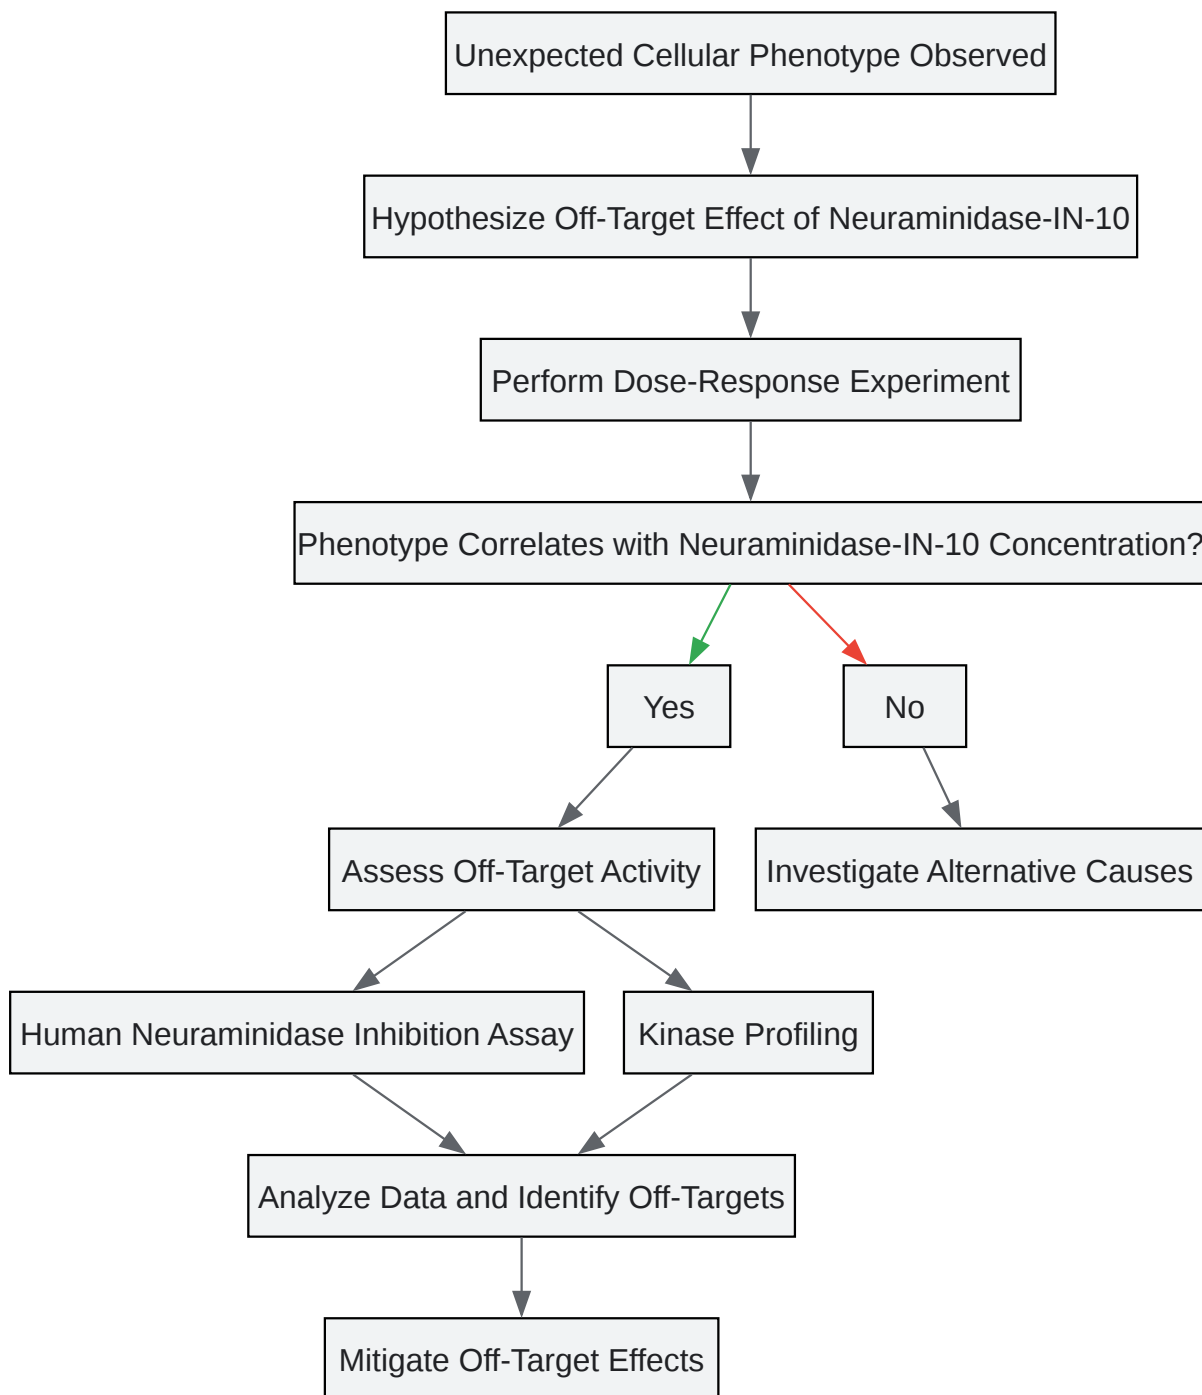 Unexpected Cellular Phenotype Observed
Hypothesize Off-Target Effect of Neuraminidase-IN-10
Perform Dose-Response Experiment
Phenotype Correlates with Neuraminidase-IN-10 Concentration?
Yes
No
Assess Off-Target Activity
Investigate Alternative Causes
Human Neuraminidase Inhibition Assay
Kinase Profiling
Analyze Data and Identify Off-Targets
Mitigate Off-Target Effects